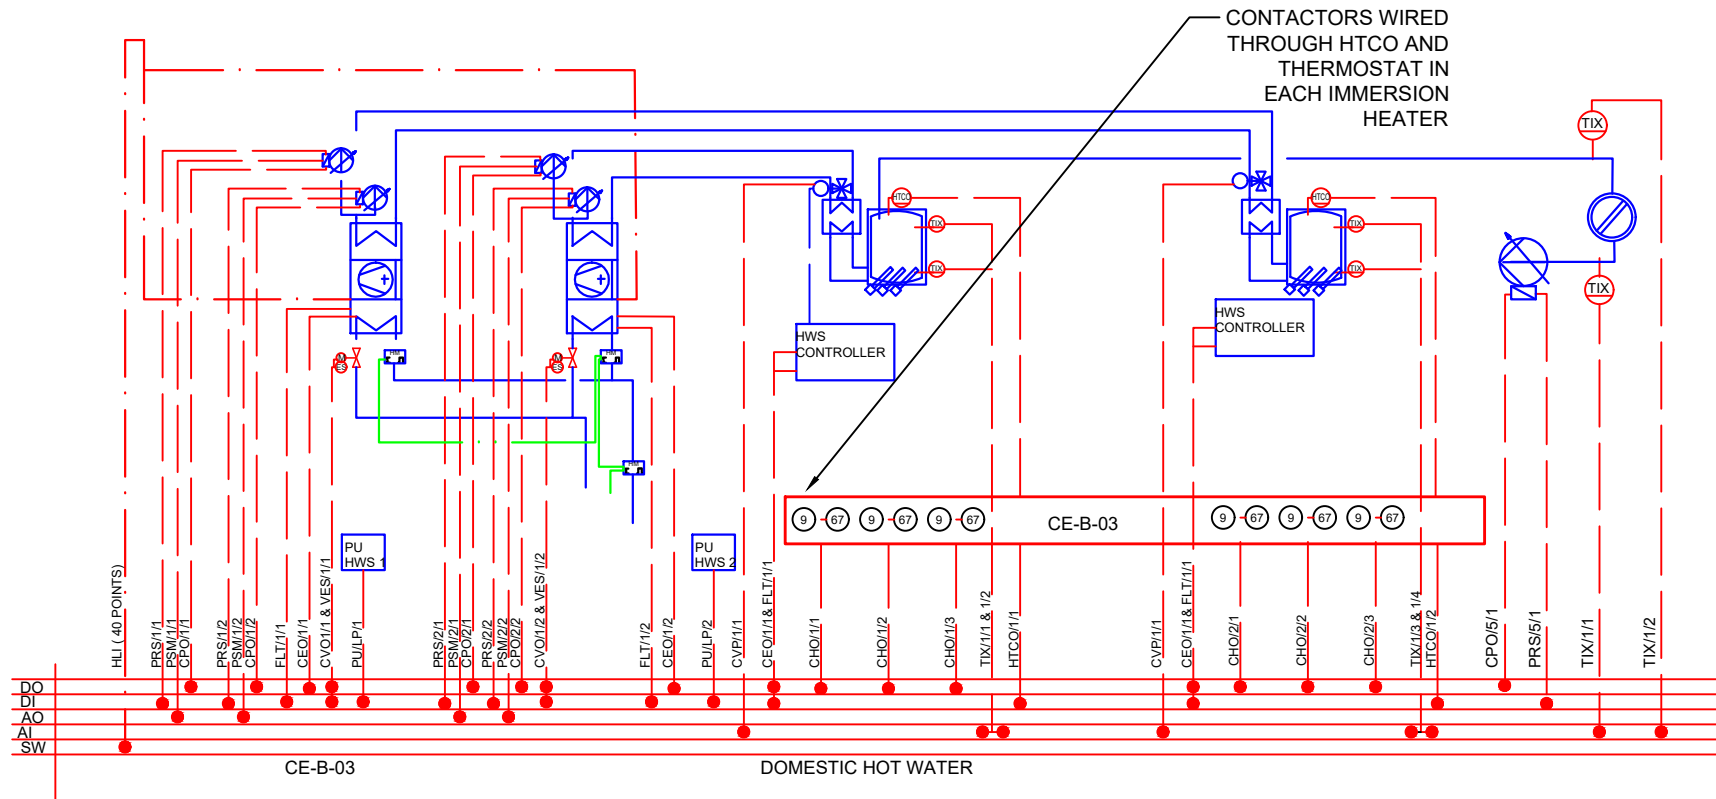 CONTACTORS WIRED
THROUGH HTCO AND
THERMOSTAT IN
EACH IMMERSION
HEATER
TIX
HTCO
TIX
TIX
HTCO
TIX
TIX
TIX
HWS
CONTROLLER
HWS
CONTROLLER
M
ES
HM
M
ES
HM
HM
9
67
9
67
9
67
CE-B-03
9
67
9
67
9
67
PU
HWS 1
PU
HWS 2
HLI ( 40 POINTS)
PRS/1/1
PSM/1/1
CPO/1/1
PRS/1/2
PSM/1/2
CPO/1/2
FLT/1/1
CEO/1/1
CVO1/1 & VES/1/1
PU/LP/1
PRS/2/1
PSM/2/1
CPO/2/1
PRS/2/2
PSM/2/2
CPO/2/2
CVO/1/2 & VES/1/2
FLT/1/2
CEO/1/2
PU/LP/2
CVP/1/1
CEO/1/1& FLT/1/1
CHO/1/1
CHO/1/2
CHO/1/3
TIX/1/1 & 1/2
HTCO/1/1
CVP/1/1
CEO/1/1& FLT/1/1
CHO/2/1
CHO/2/2
CHO/2/3
TIX/1/3 & 1/4
HTCO/1/2
CPO/5/1
PRS/5/1
TIX/1/1
TIX/1/2
DO
DI
AO
AI
SW
CE-B-03
DOMESTIC HOT WATER